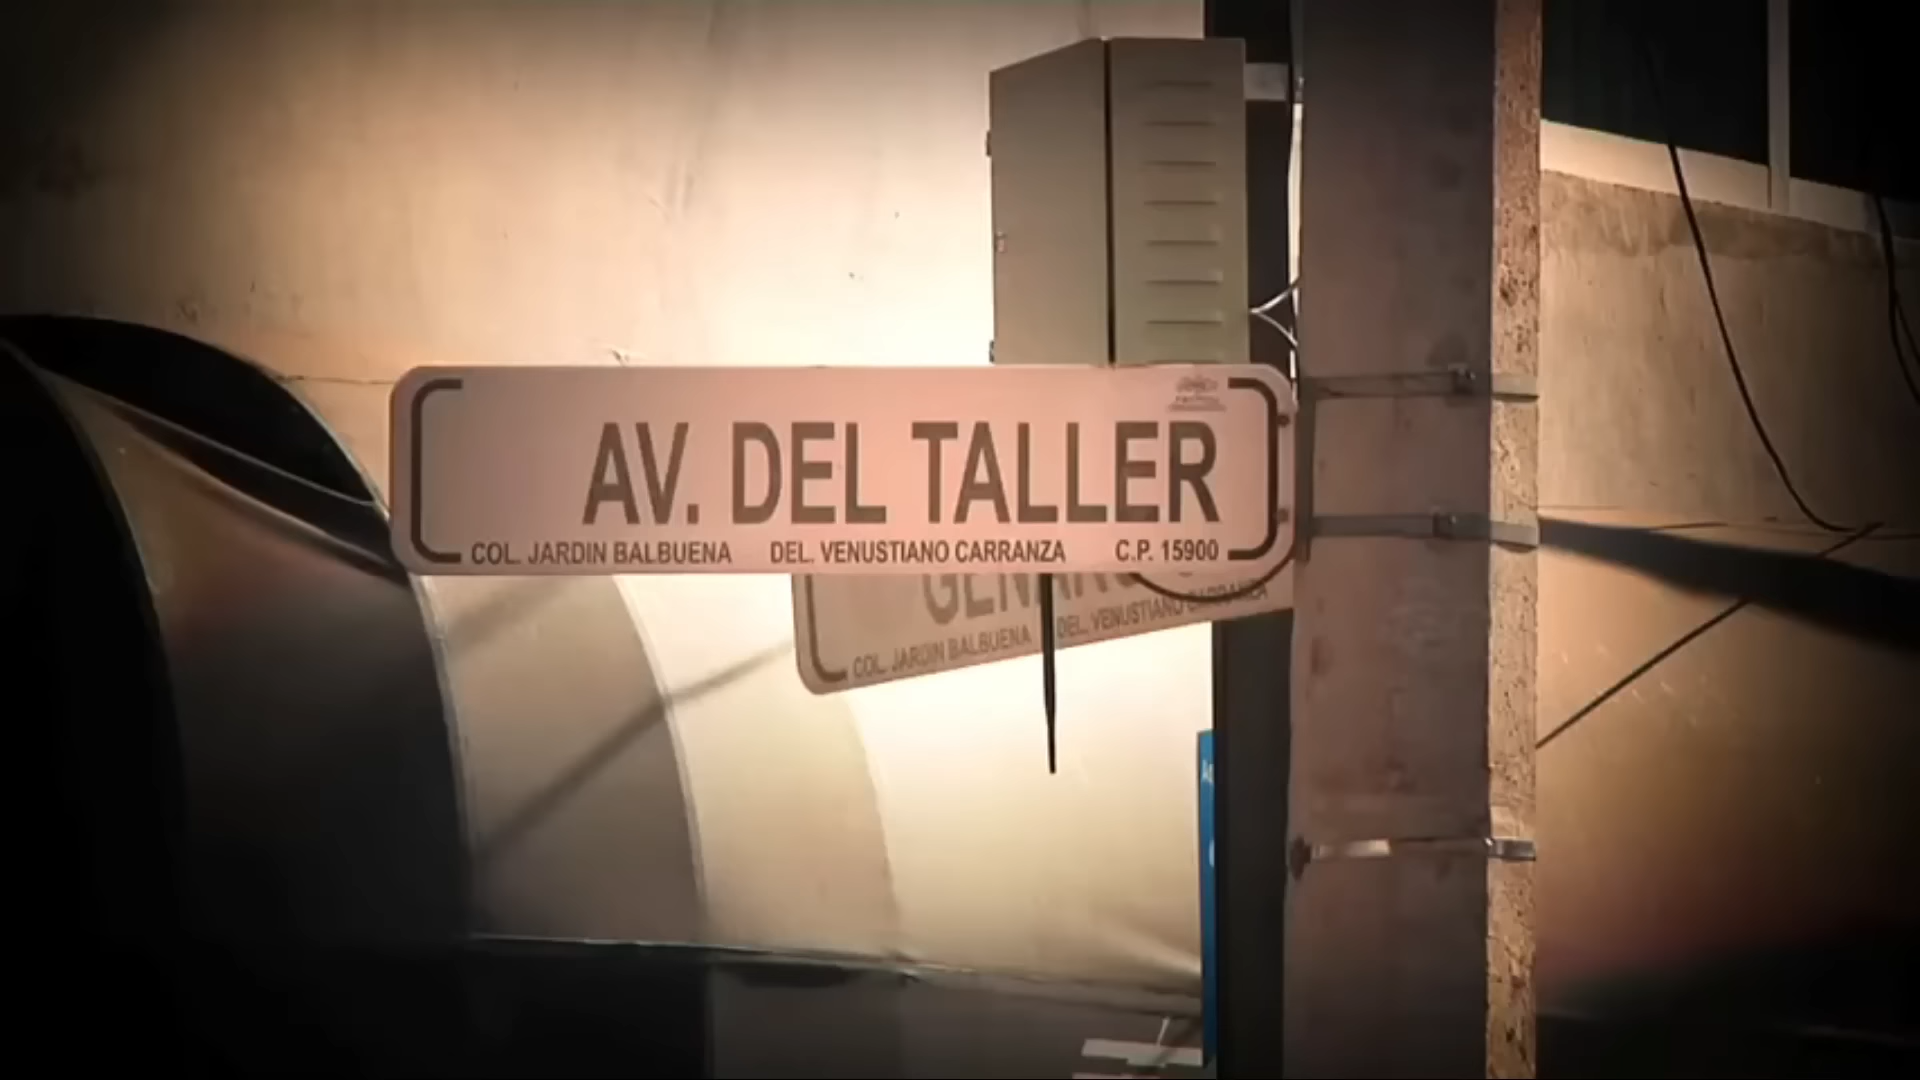 AV. DEL TALLER
COL. JARDIN BALBUENA DEL. VENUSTIANO CARRANZA C.P. 15900
COL. JARDIN BALBUENA DEL. VENUSTIANO CARRANZA